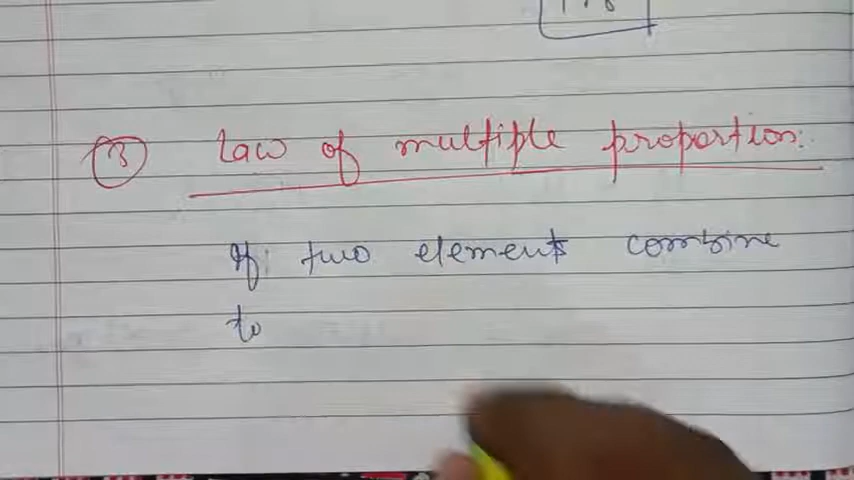 3 Law of multiple proportion:
If two elements combine
to